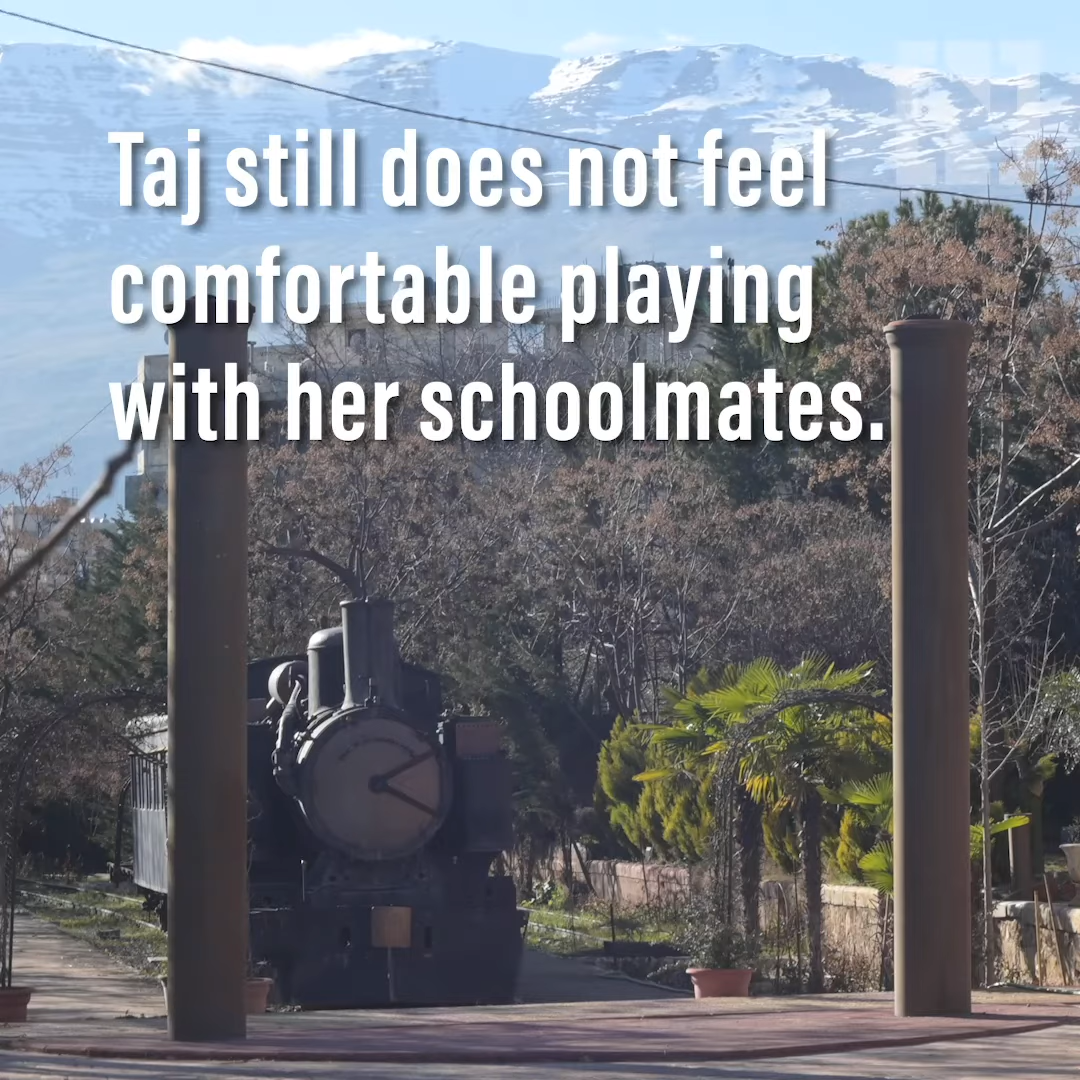 Taj still does not feel
comfortable playing
with her schoolmates.